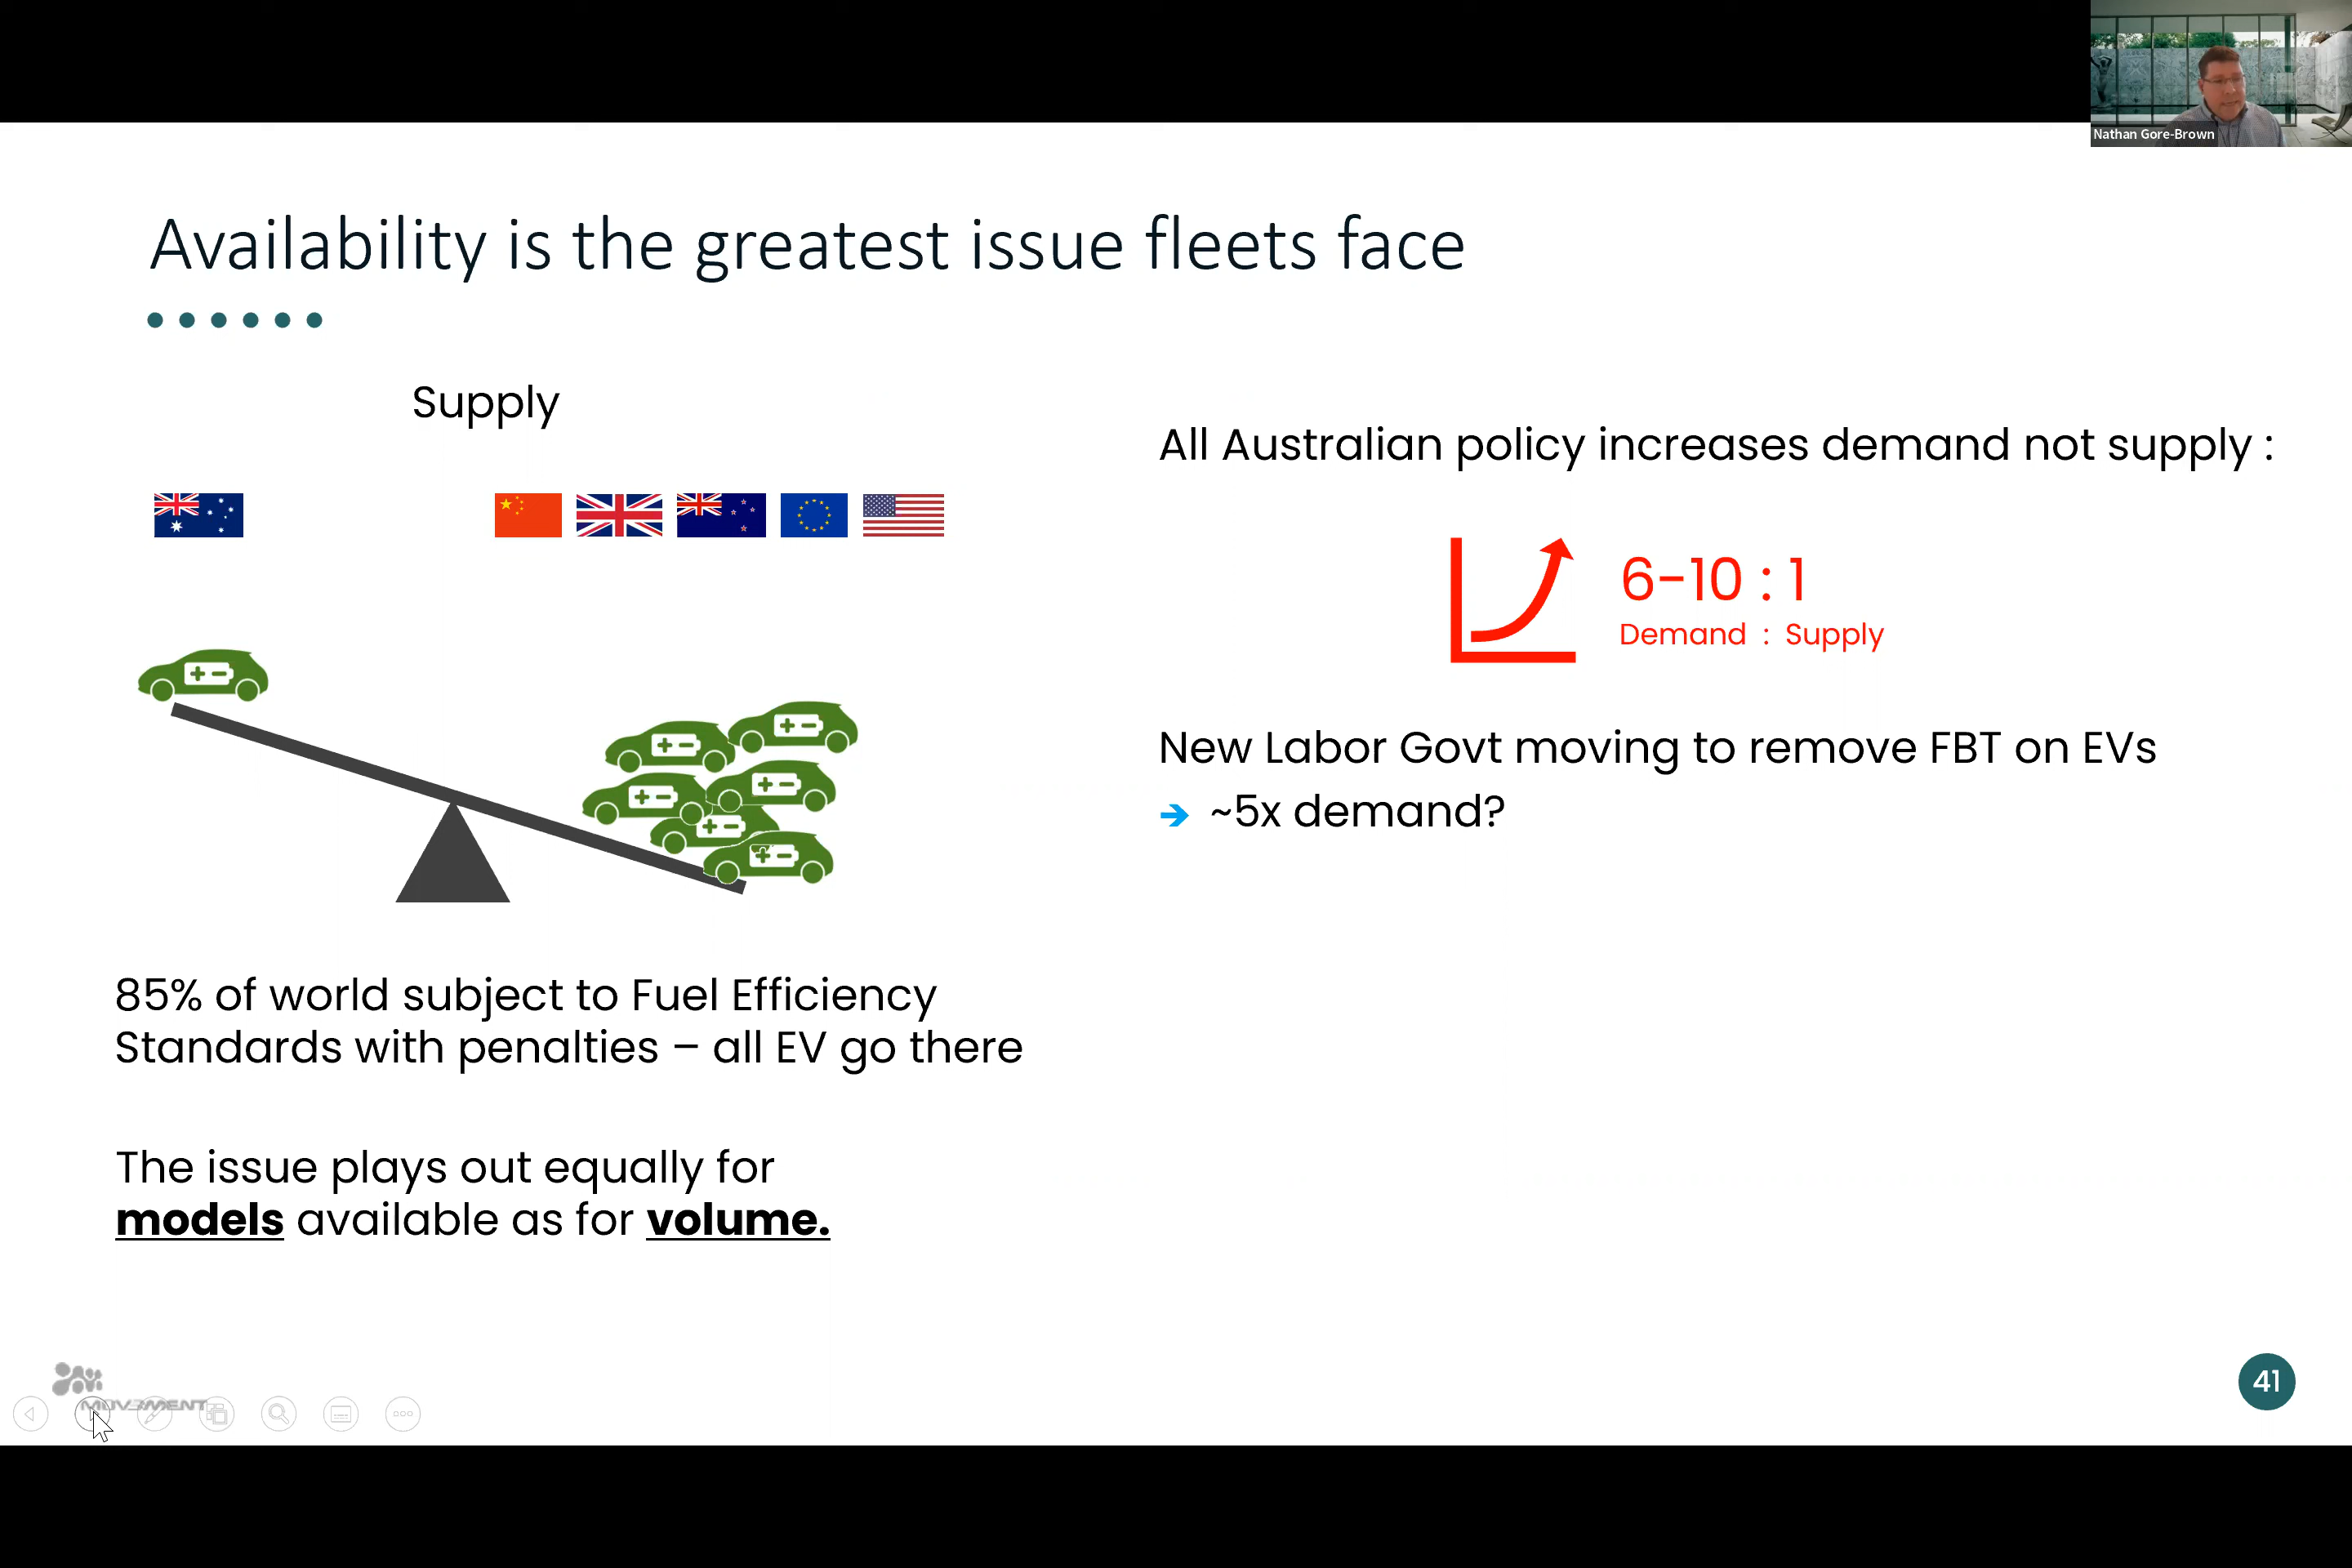 Nathan Gore-Brown
Availability is the greatest issue fleets face
Supply
85% of world subject to Fuel Efficiency
Standards with penalties – all EV go there
The issue plays out equally for
models available as for volume.
All Australian policy increases demand not supply :
6-10 : 1
Demand : Supply
New Labor Govt moving to remove FBT on EVs
➔ ~5x demand?
MOV3MENT
41